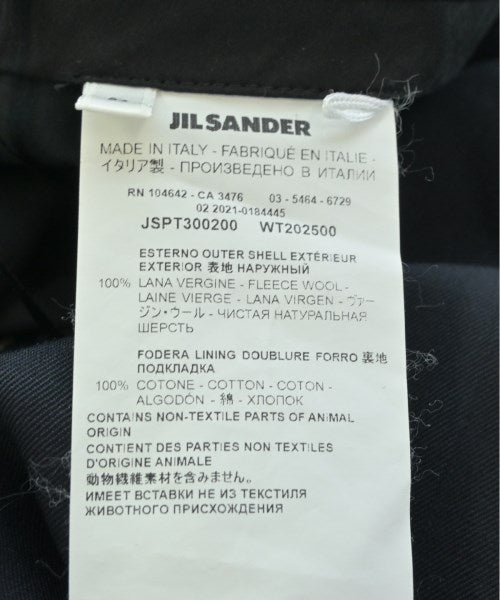 JIL SANDER
MADE IN ITALY - FABRIQUÉ EN ITALIE -
イタリア製 - ПРОИЗВЕДЕНО В ИТАЛИИ
RN 104642 - CA 3476 03 - 5464 - 6729
02 2021-0184445
JSPT300200 WT202500
ESTERNO OUTER SHELL EXTÉRIEUR
EXTERIOR 表地 НАРУЖНЫЙ
100% LANA VERGINE - FLEECE WOOL -
LAINE VIERGE - LANA VIRGEN - ヴァー
ジン・ウール - ЧИСТАЯ НАТУРАЛЬНАЯ
ШЕРСТЬ
FODERA LINING DOUBLURE FORRO 裏地
ПОДКЛАДКА
100% COTONE - COTTON - COTON -
ALGODÓN - 綿 - ХЛОПОК
CONTAINS NON-TEXTILE PARTS OF ANIMAL
ORIGIN
CONTIENT DES PARTIES NON TEXTILES
D'ORIGINE ANIMALE
動物繊維素材を含みません。
ИМЕЕТ ВСТАВКИ НЕ ИЗ ТЕКСТИЛЯ
ЖИВОТНОГО ПРОИСХОЖДЕНИЯ